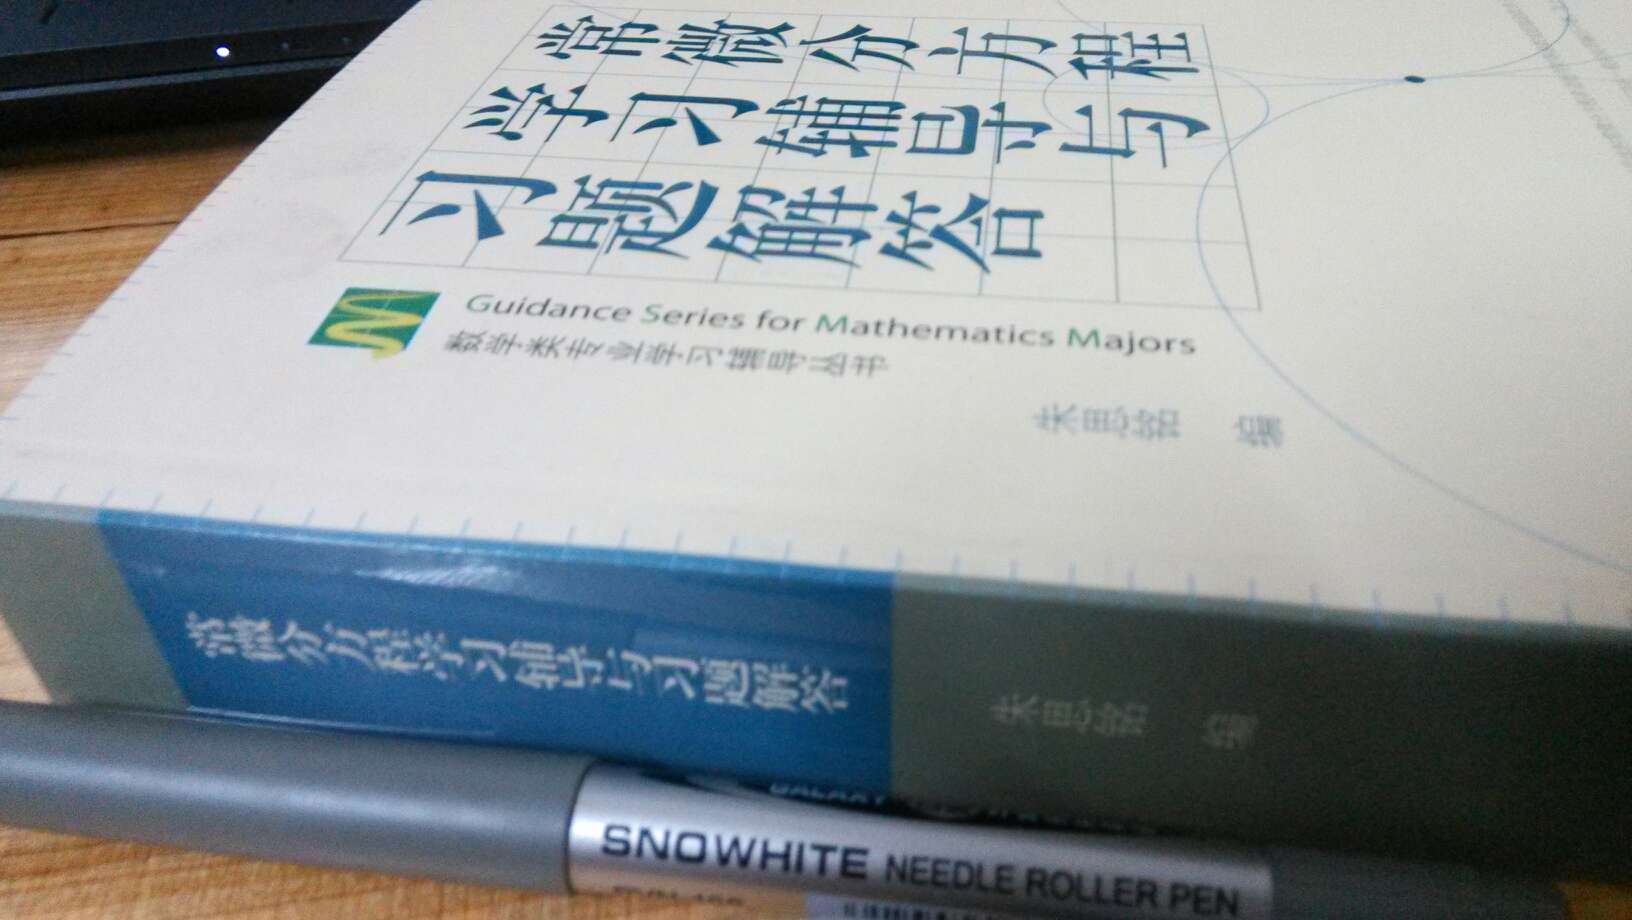 常微分方程
学习辅导与
习题解答
Guidance Series for Mathematics Majors
数学类专业学习辅导丛书
朱思铭 编
常微分方程学习辅导与习题解答
朱思铭 编
SNOWHITE NEEDLE ROLLER PEN